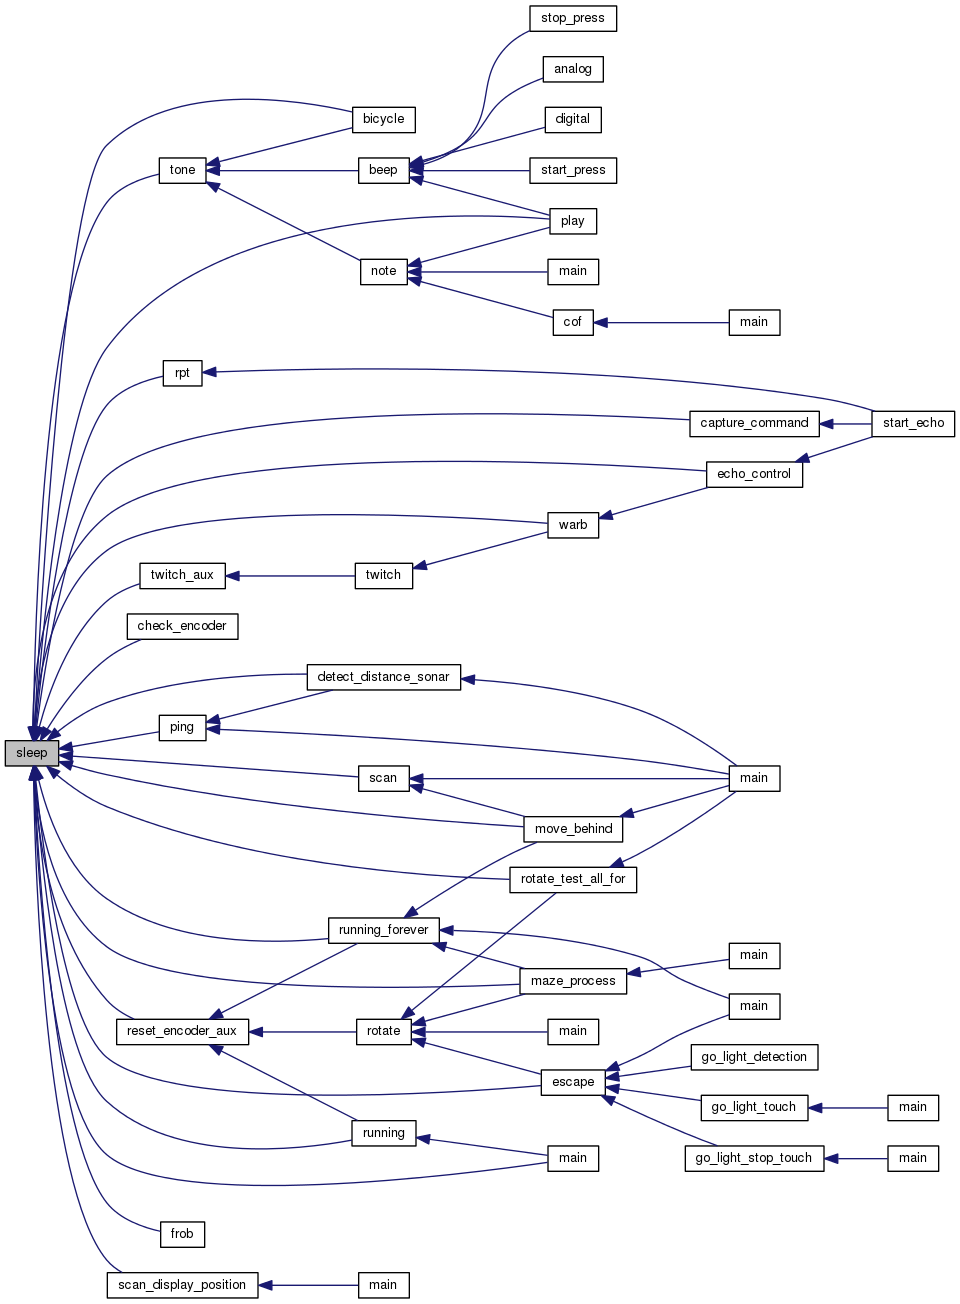 stop_press
analog
bicycle
digital
tone
beep
start_press
play
note
main
cof
main
rpt
capture_command
start_echo
echo_control
warb
twitch_aux
twitch
check_encoder
detect_distance_sonar
ping
sleep
scan
main
move_behind
rotate_test_all_for
running_forever
main
maze_process
main
reset_encoder_aux
rotate
main
go_light_detection
escape
go_light_touch
main
running
main
go_light_stop_touch
main
frob
scan_display_position
main